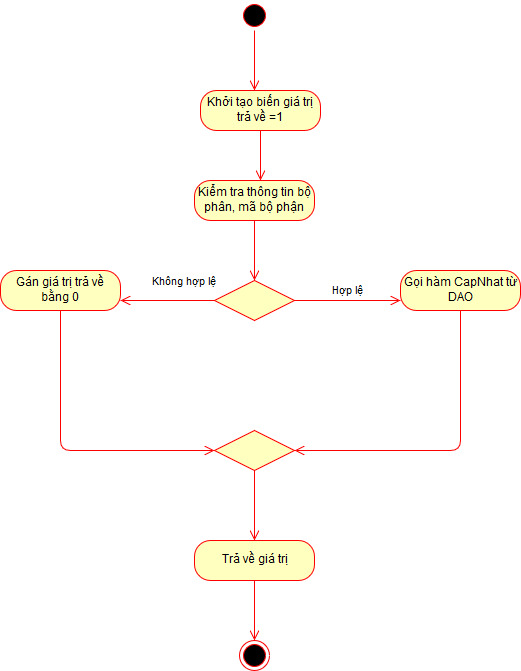 Khởi tạo biến giá trị
trả về =1
Kiểm tra thông tin bộ
phân, mã bộ phận
Không hợp lệ
Hợp lệ
Gán giá trị trả về
bằng 0
Gọi hàm CapNhat từ
DAO
Trả về giá trị